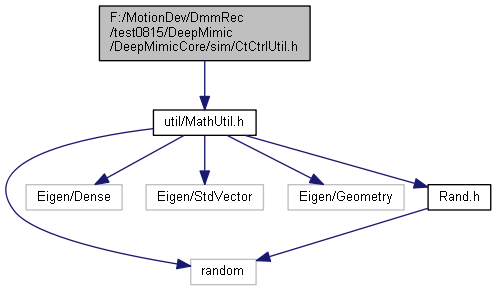 F:/MotionDev/DmmRec
/test0815/DeepMimic
/DeepMimicCore/sim/CtCtrlUtil.h
util/MathUtil.h
Eigen/Dense
Eigen/StdVector
Eigen/Geometry
Rand.h
random